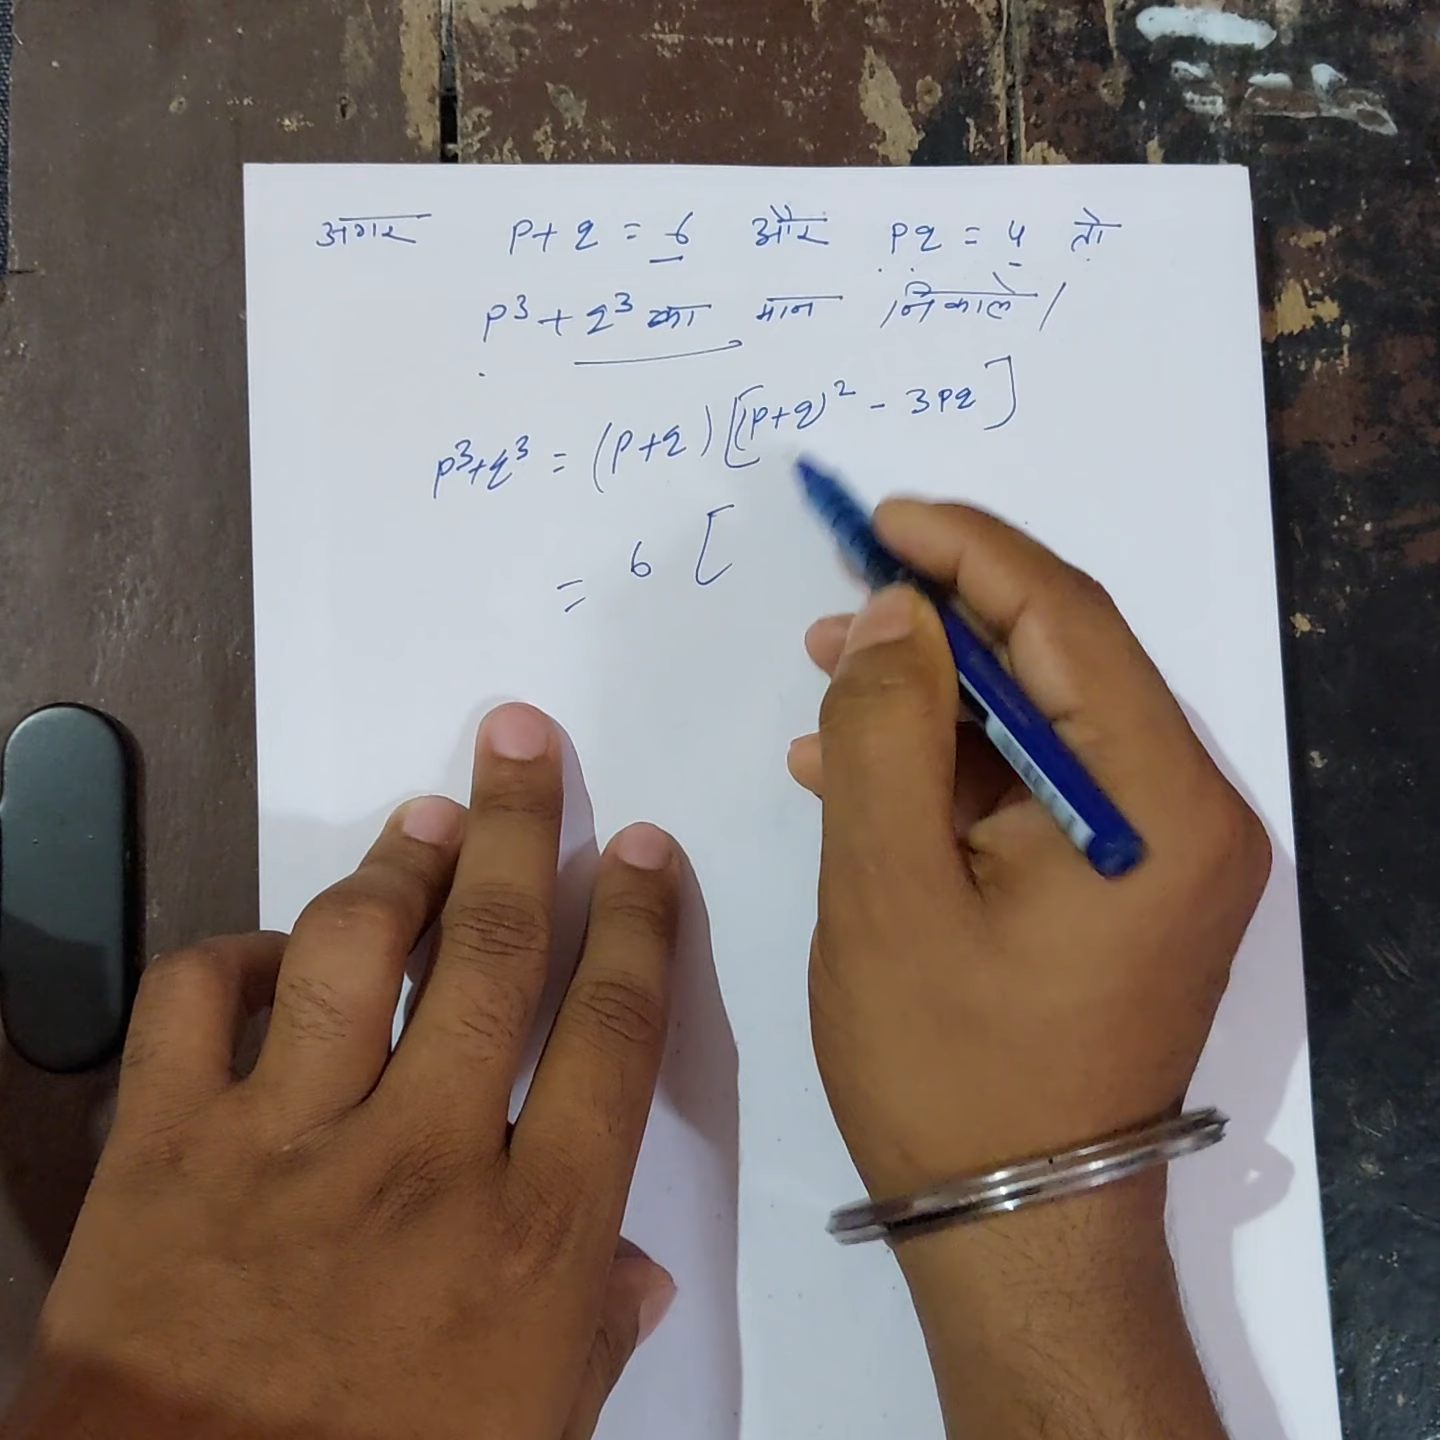 अगर p+q = 6 और pq = 4 तो
p³ + q³ का मान निकाले।
p³+q³ = (p+q) [(p+q)² - 3pq]
= 6 [